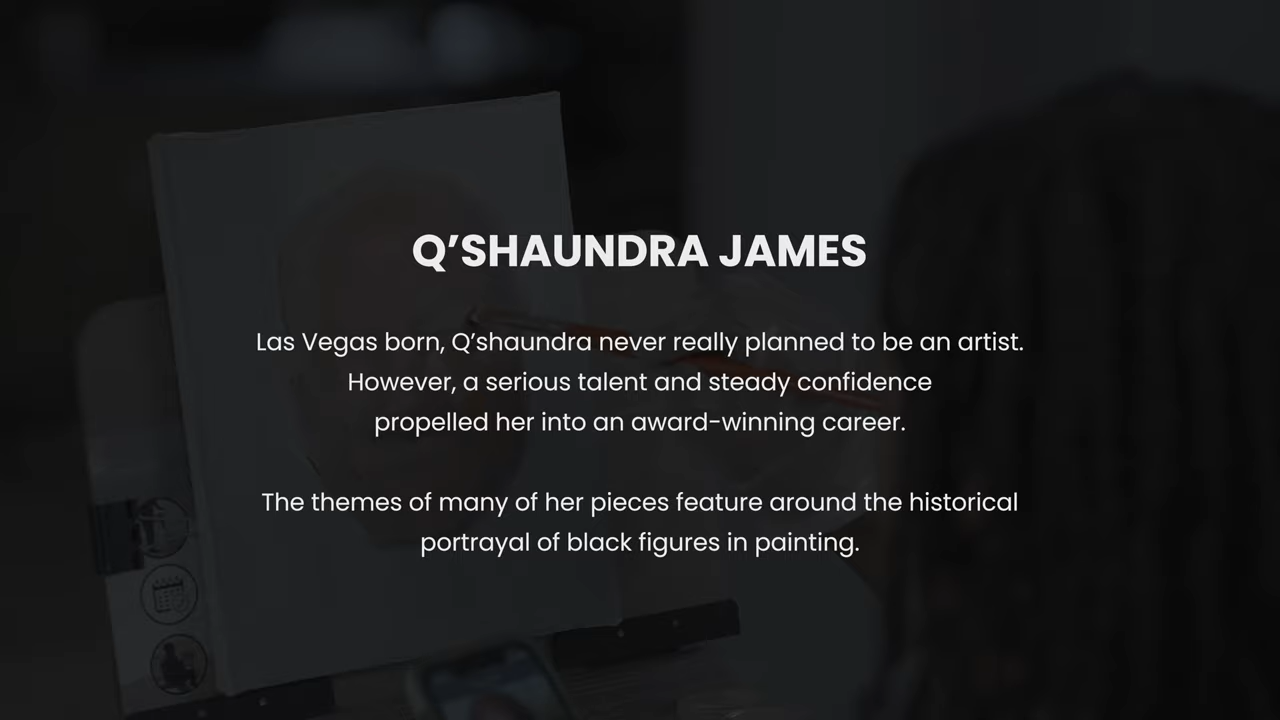 Q’SHAUNDRA JAMES
Las Vegas born, Q’shaundra never really planned to be an artist.
However, a serious talent and steady confidence
propelled her into an award-winning career.
The themes of many of her pieces feature around the historical
portrayal of black figures in painting.